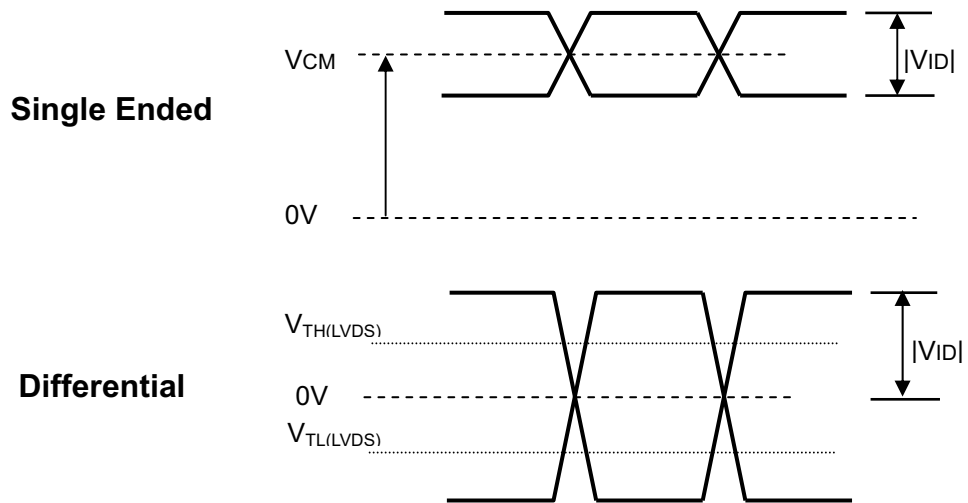 VCM
|VID|
Single Ended
0V
VTH(LVDS)
|VID|
Differential
0V
VTL(LVDS)